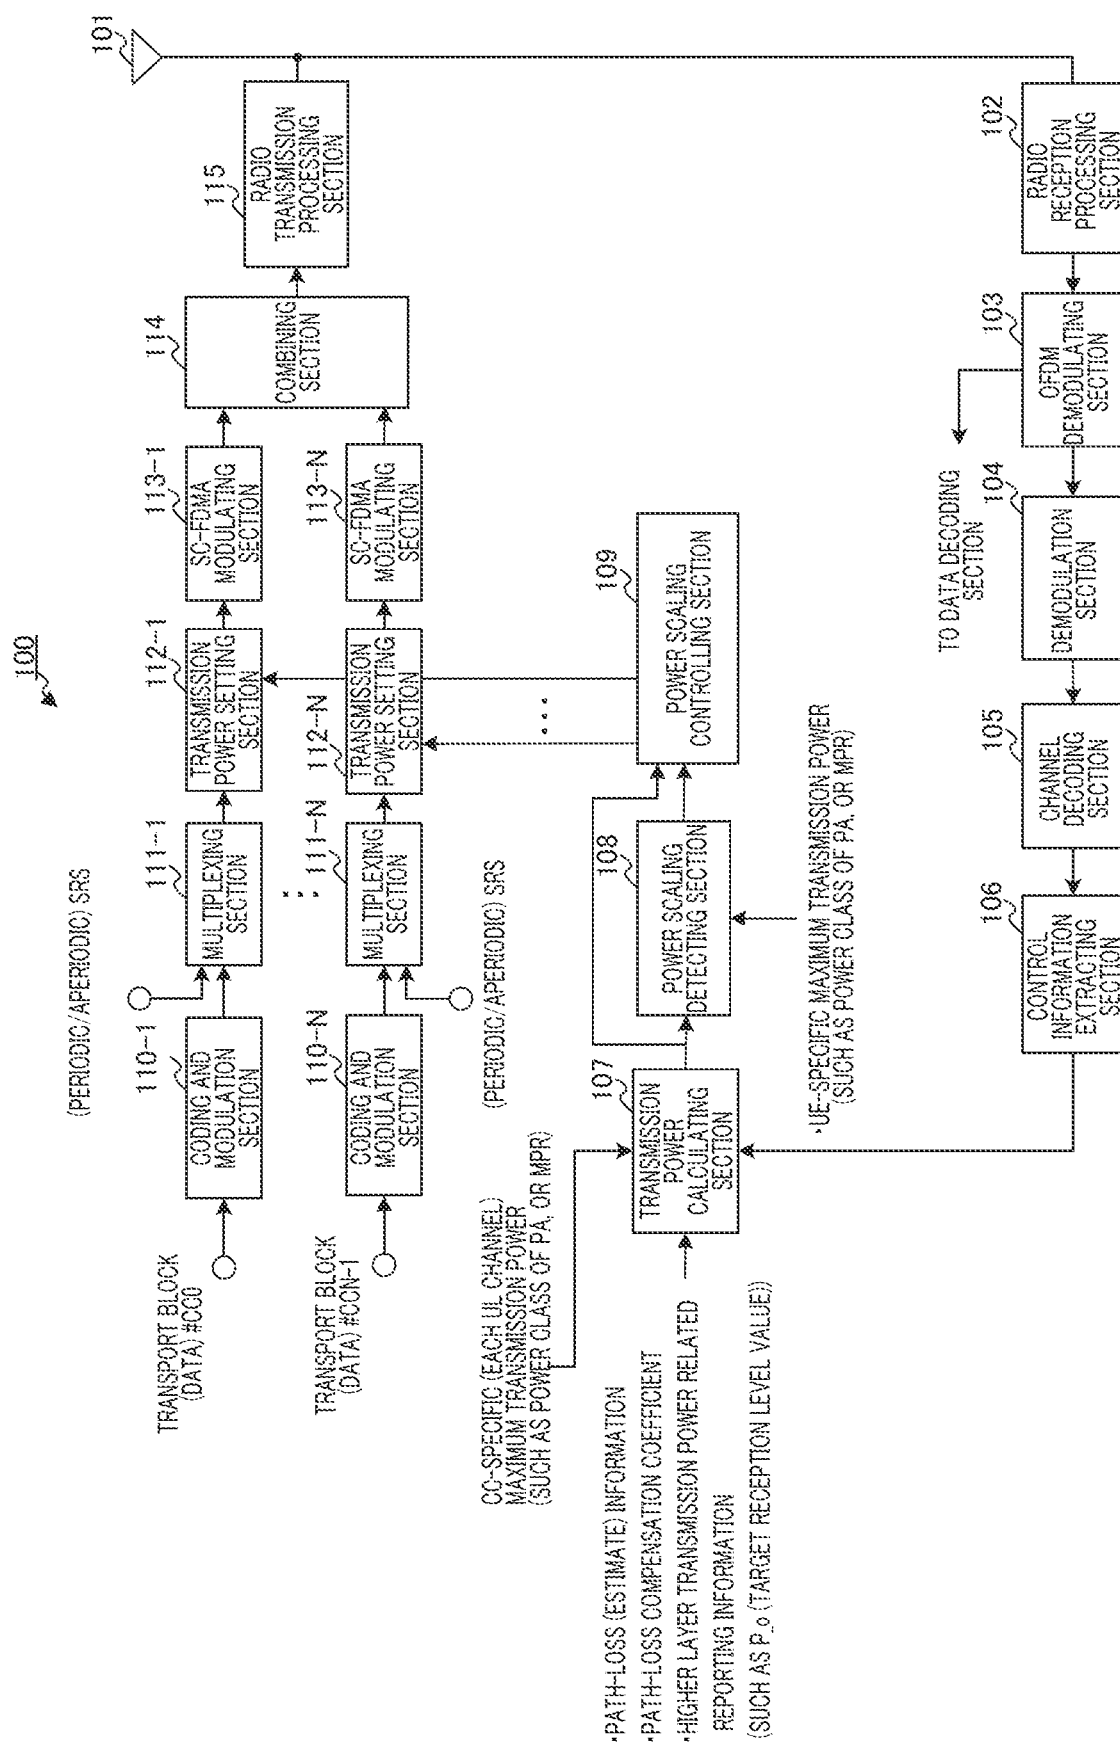 100
TRANSPORT BLOCK
(DATA) #CC0
110-1
CODING AND
MODULATION
SECTION
(PERIODIC/APERIODIC) SRS
111-1
MULTIPLEXING
SECTION
112-1
TRANSMISSION
POWER SETTING
SECTION
113-1
SC-FDMA
MODULATING
SECTION
114
COMBINING
SECTION
115
RADIO
TRANSMISSION
PROCESSING
SECTION
101
TRANSPORT BLOCK
(DATA) #CCN-1
110-N
CODING AND
MODULATION
SECTION
(PERIODIC/APERIODIC) SRS
111-N
MULTIPLEXING
SECTION
112-N
TRANSMISSION
POWER SETTING
SECTION
113-N
SC-FDMA
MODULATING
SECTION
CC-SPECIFIC (EACH UL CHANNEL)
MAXIMUM TRANSMISSION POWER
(SUCH AS POWER CLASS OF PA, OR MPR)
•PATH-LOSS (ESTIMATE) INFORMATION
•PATH-LOSS COMPENSATION COEFFICIENT
•HIGHER LAYER TRANSMISSION POWER RELATED
REPORTING INFORMATION
(SUCH AS P_o (TARGET RECEPTION LEVEL VALUE))
107
TRANSMISSION
POWER
CALCULATING
SECTION
108
POWER SCALING
DETECTING SECTION
109
POWER SCALING
CONTROLLING SECTION
•UE-SPECIFIC MAXIMUM TRANSMISSION POWER
(SUCH AS POWER CLASS OF PA, OR MPR)
TO DATA DECODING
SECTION
106
CONTROL
INFORMATION
EXTRACTING
SECTION
105
CHANNEL
DECODING
SECTION
104
DEMODULATION
SECTION
103
OFDM
DEMODULATING
SECTION
102
RADIO
RECEPTION
PROCESSING
SECTION